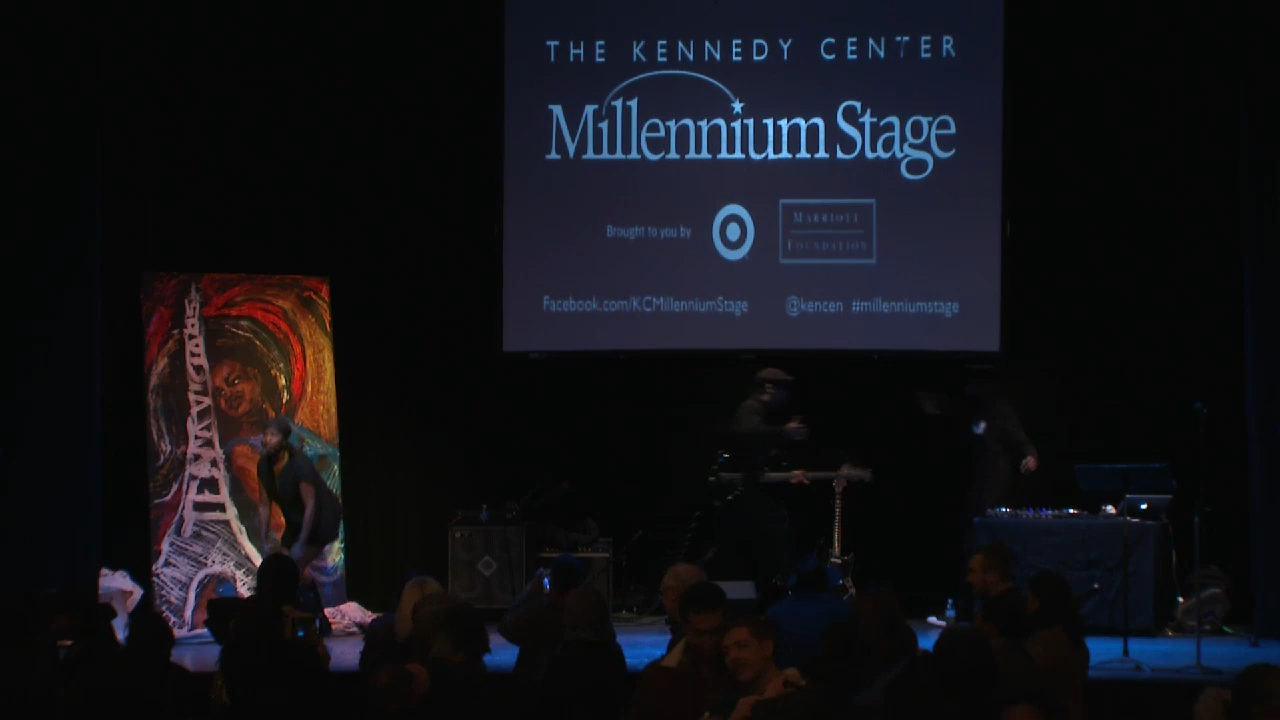 THE KENNEDY CENTER
Millennium Stage
Brought to you by
MARRIOTT
FOUNDATION
Facebook.com/KCMillenniumStage @kencen #millenniumstage